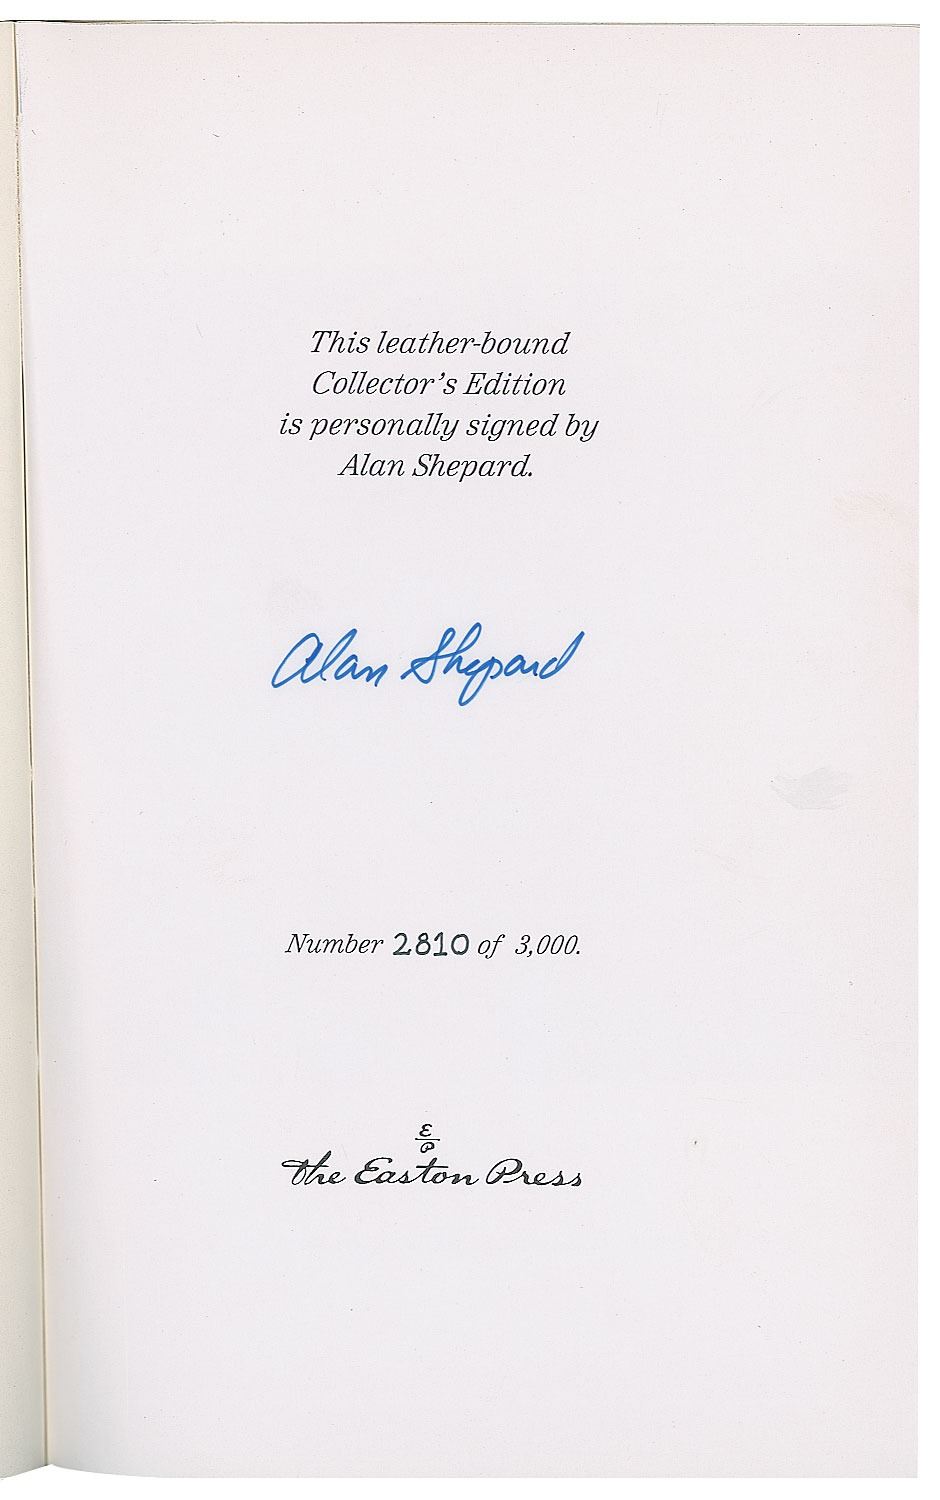 This leather-bound
Collector's Edition
is personally signed by
Alan Shepard.
Alan Shepard
Number 2810 of 3,000.
E
P
The Easton Press